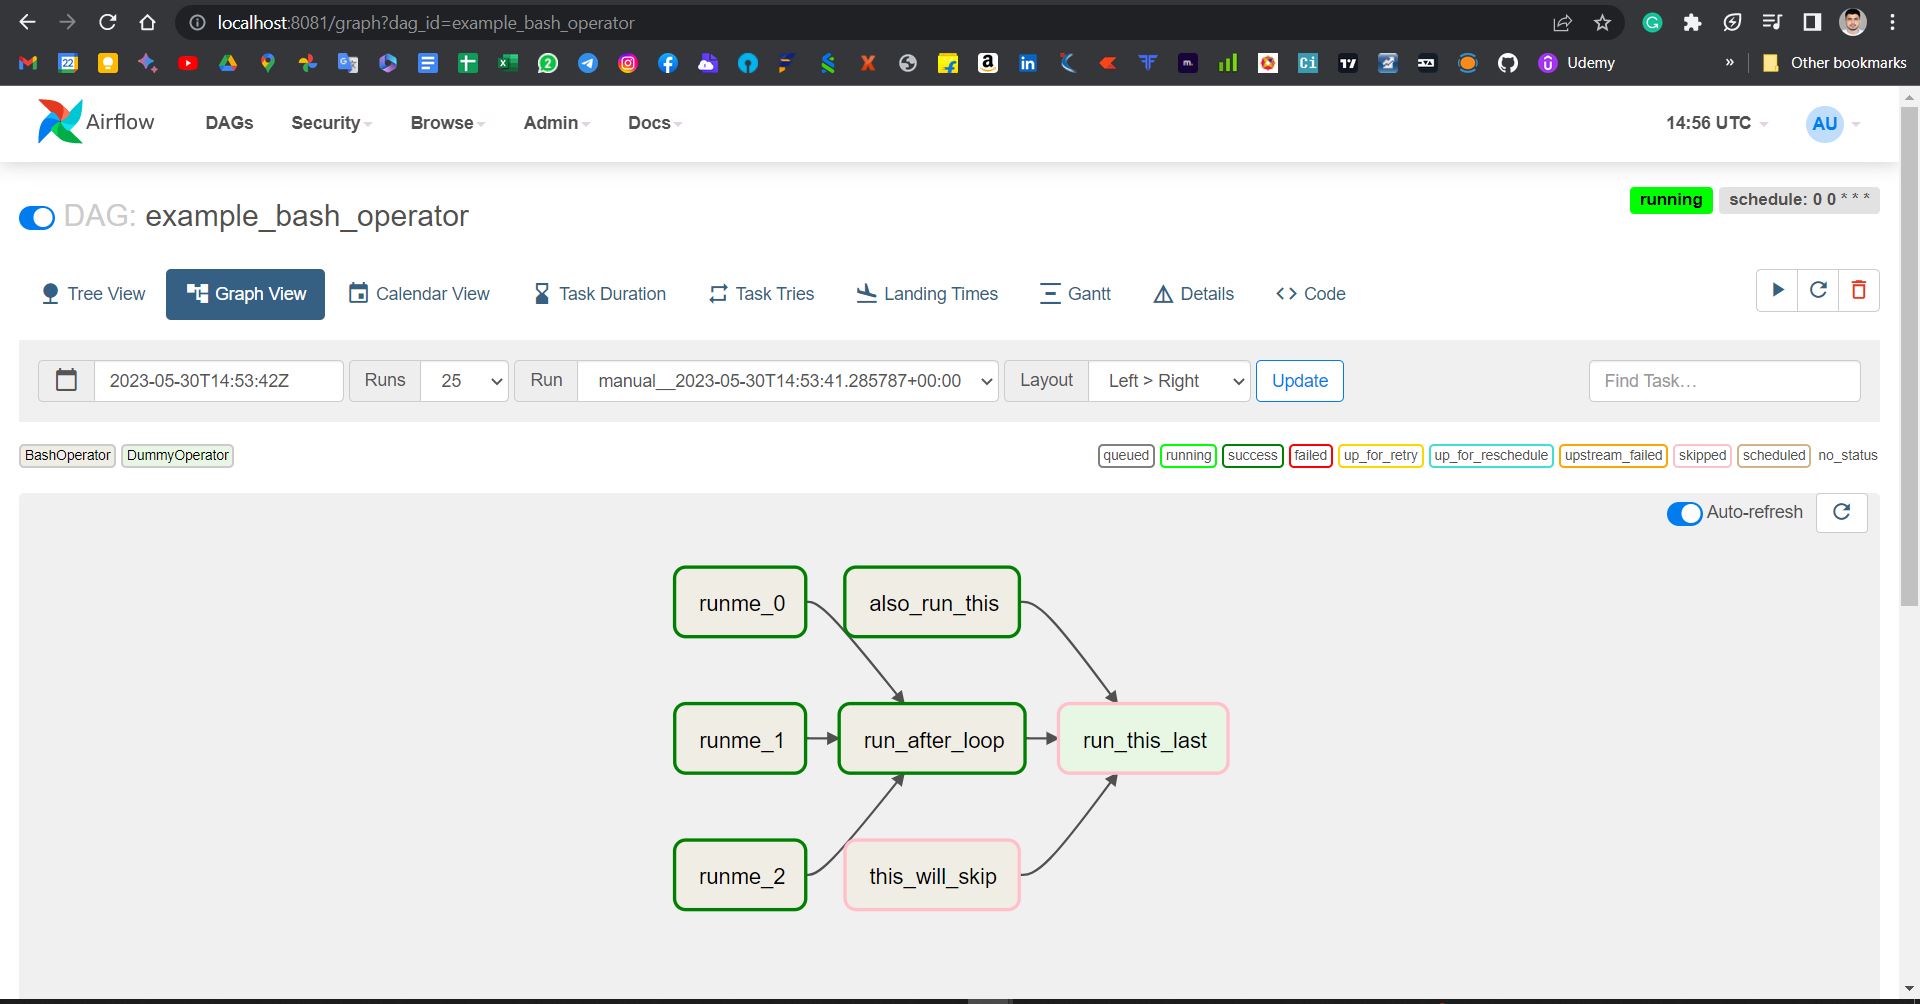 localhost:8081/graph?dag_id=example_bash_operator
22
2
a
in
m.
Ci
Udemy
»
Other bookmarks
Airflow
DAGs
Security
Browse
Admin
Docs
14:56 UTC
AU
DAG: example_bash_operator
running
schedule: 0 0 * * *
Tree View
Graph View
Calendar View
Task Duration
Task Tries
Landing Times
Gantt
Details
Code
2023-05-30T14:53:42Z
Runs
25
Run
manual__2023-05-30T14:53:41.285787+00:00
Layout
Left > Right
Update
Find Task…
BashOperator
DummyOperator
queued
running
success
failed
up_for_retry
up_for_reschedule
upstream_failed
skipped
scheduled
no_status
Auto-refresh
runme_0
also_run_this
runme_1
run_after_loop
run_this_last
runme_2
this_will_skip